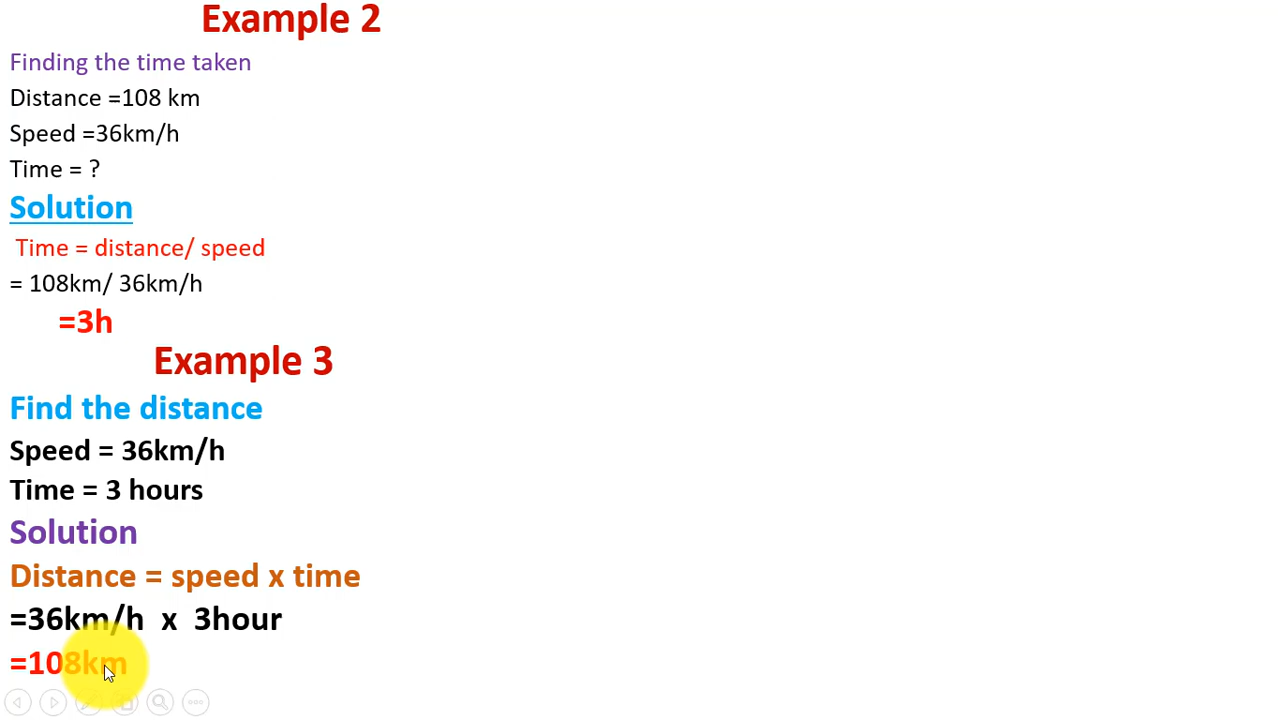 Example 2
Finding the time taken
Distance =108 km
Speed =36km/h
Time = ?
Solution
Time = distance/ speed
= 108km/ 36km/h
=3h
Example 3
Find the distance
Speed = 36km/h
Time = 3 hours
Solution
Distance = speed x time
=36km/h x 3hour
=108km